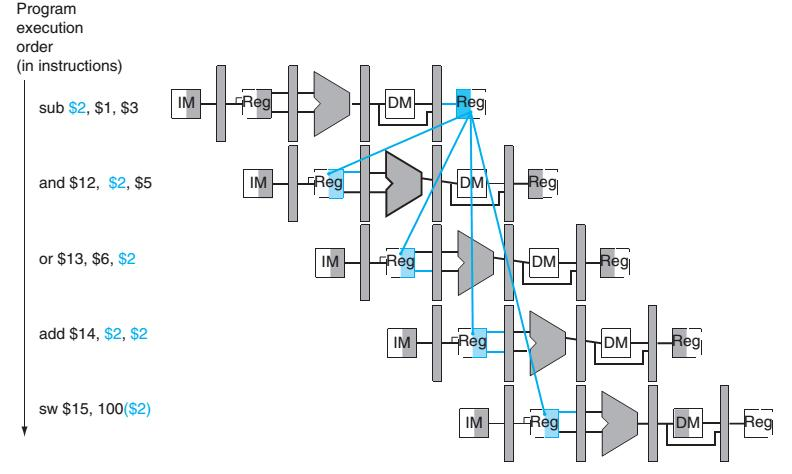 Program
execution
order
(in instructions)
sub $2, $1, $3
IM Reg DM Reg
and $12, $2, $5
IM Reg DM Reg
or $13, $6, $2
IM Reg DM Reg
add $14, $2, $2
IM Reg DM Reg
sw $15, 100($2)
IM Reg DM Reg